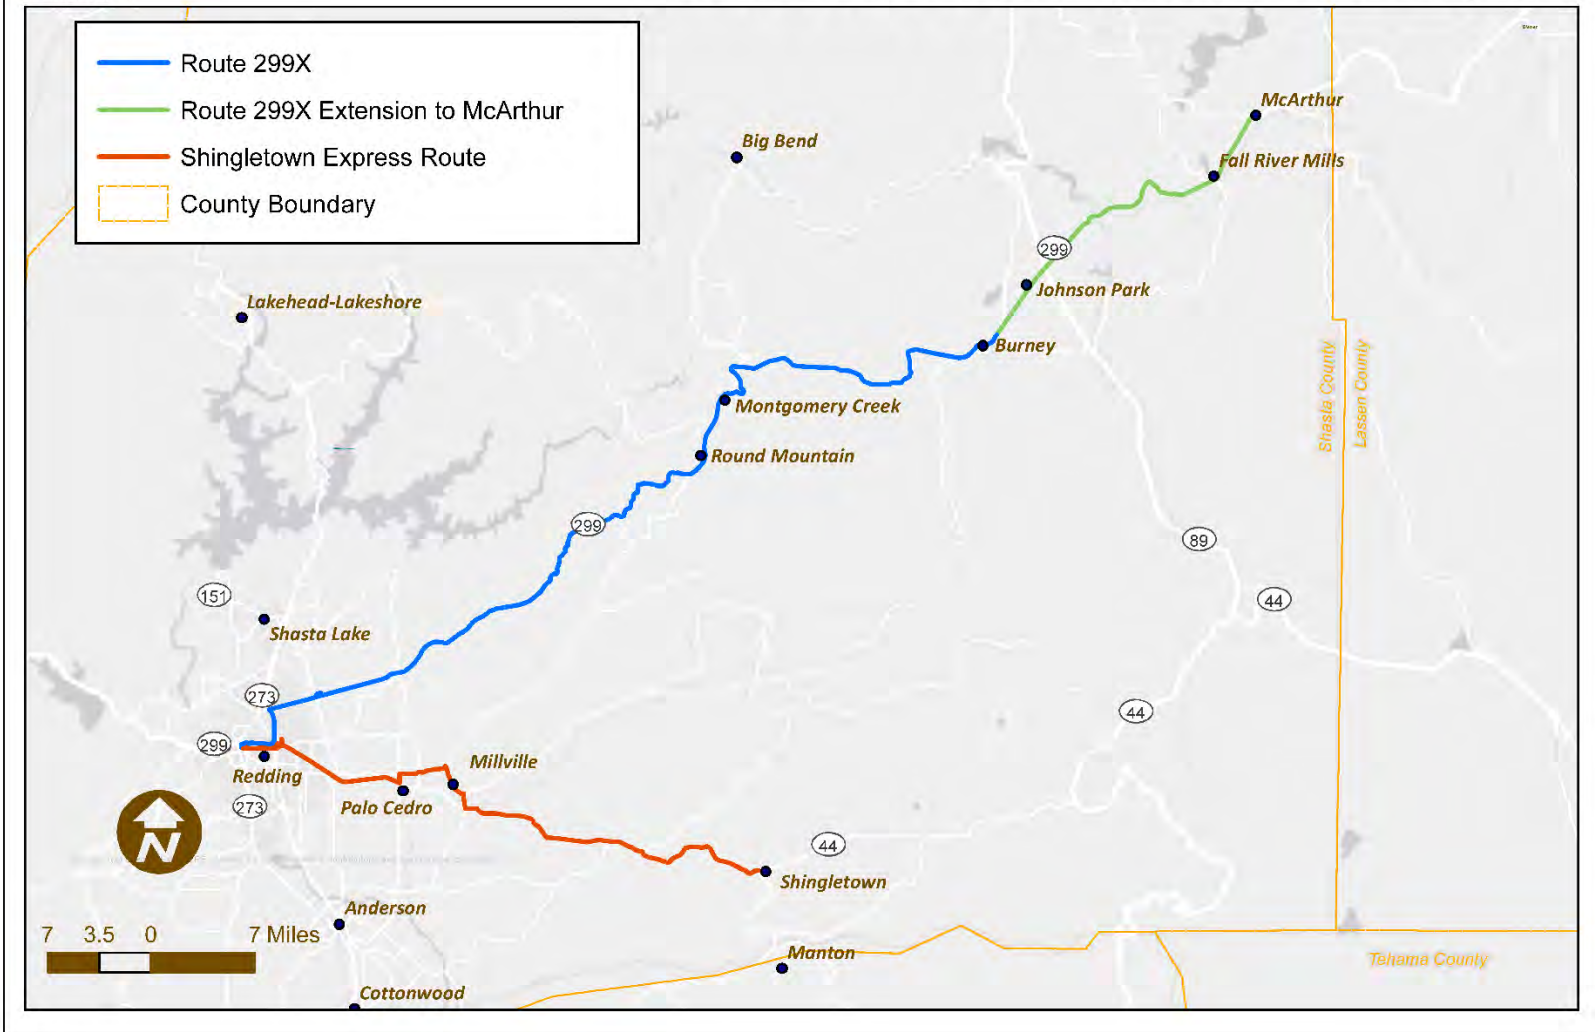 Route 299X
Route 299X Extension to McArthur
Shingletown Express Route
County Boundary
McArthur
Big Bend
Fall River Mills
299
Johnson Park
Lakehead-Lakeshore
Burney
Shasta County
Lassen County
Montgomery Creek
Round Mountain
299
89
151
44
Shasta Lake
273
44
299
Millville
Redding
Palo Cedro
273
44
Shingletown
N
Anderson
7 3.5 0 7 Miles
Manton
Tehama County
Cottonwood